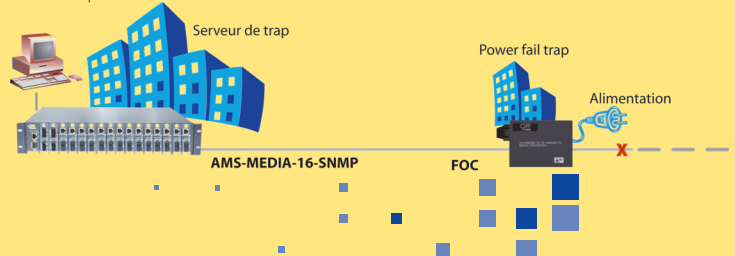 Serveur de trap
Power fail trap
Alimentation
AMS-MEDIA-16-SNMP
FOC
X